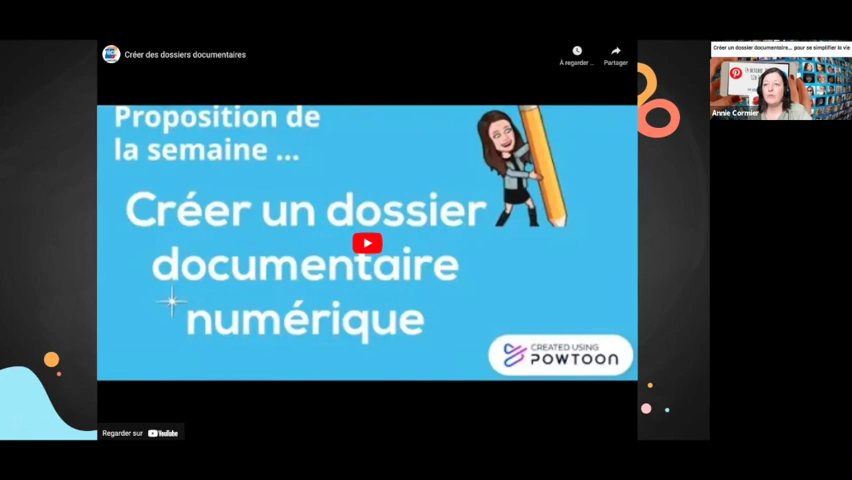 Créer des dossiers documentaires
À regarder ...
Partager
Proposition de
la semaine ...
Créer un dossier
documentaire
numérique
CREATED USING
POWTOON
Regarder sur
YouTube
Créer un dossier documentaire... pour se simplifier la vie
Annie Cormier